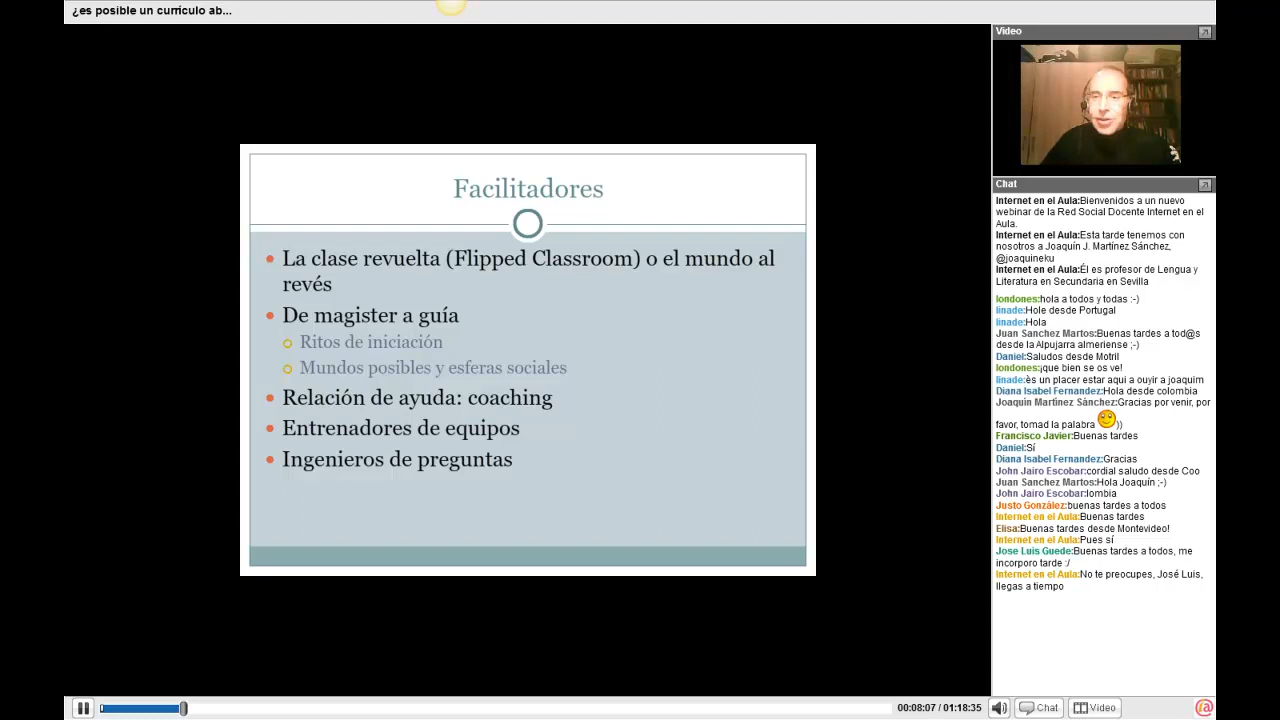 ¿es posible un curriculo ab...
Facilitadores
La clase revuelta (Flipped Classroom) o el mundo al
revés
De magister a guía
Ritos de iniciación
Mundos posibles y esferas sociales
Relación de ayuda: coaching
Entrenadores de equipos
Ingenieros de preguntas
Video
Chat
Internet en el Aula:Bienvenidos a un nuevo
webinar de la Red Social Docente Internet en el
Aula.
Internet en el Aula:Esta tarde tenemos con
nosotros a Joaquín J. Martínez Sánchez,
@joaquineku
Internet en el Aula:Él es profesor de Lengua y
Literatura en Secundaria en Sevilla
londones:hola a todos y todas :-)
linade:Hole desde Portugal
linade:Hola
Juan Sanchez Martos:Buenas tardes a tod@s
desde la Alpujarra almeriense ;-)
Daniel:Saludos desde Motril
londones:¡que bien se os ve!
linade:ès un placer estar aqui a ouyir a joaquim
Diana Isabel Fernandez:Hola desde colombia
Joaquín Martínez Sánchez:Gracias por venir, por
favor, tomad la palabra ))
Francisco Javier:Buenas tardes
Daniel:Sí
Diana Isabel Fernandez:Gracias
John Jairo Escobar:cordial saludo desde Coo
Juan Sanchez Martos:Hola Joaquín ;-)
John Jairo Escobar:lombia
Justo González:buenas tardes a todos
Internet en el Aula:Buenas tardes
Elisa:Buenas tardes desde Montevideo!
Internet en el Aula:Pues sí
Jose Luis Guede:Buenas tardes a todos, me
incorporo tarde :/
Internet en el Aula:No te preocupes, José Luis,
llegas a tiempo
00:08:07 / 01:18:35
Chat
Video